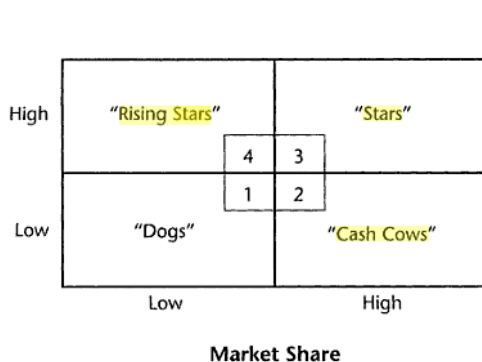 High "Rising Stars" "Stars"
4 3
1 2
Low "Dogs" "Cash Cows"
Low High
Market Share